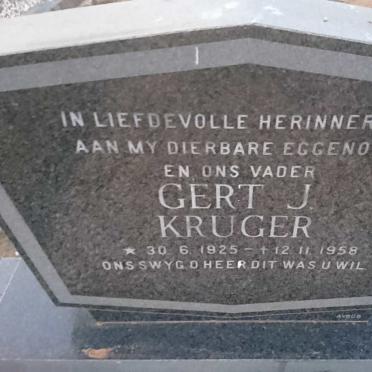 IN LIEFDEVOLLE HERINNER
AAN MY DIERBARE EGGENO
EN ONS VADER
GERT J.
KRUGER
★ 30.6.1925 – † 12.11.1958
ONS SWYG O HEER DIT WAS U WIL